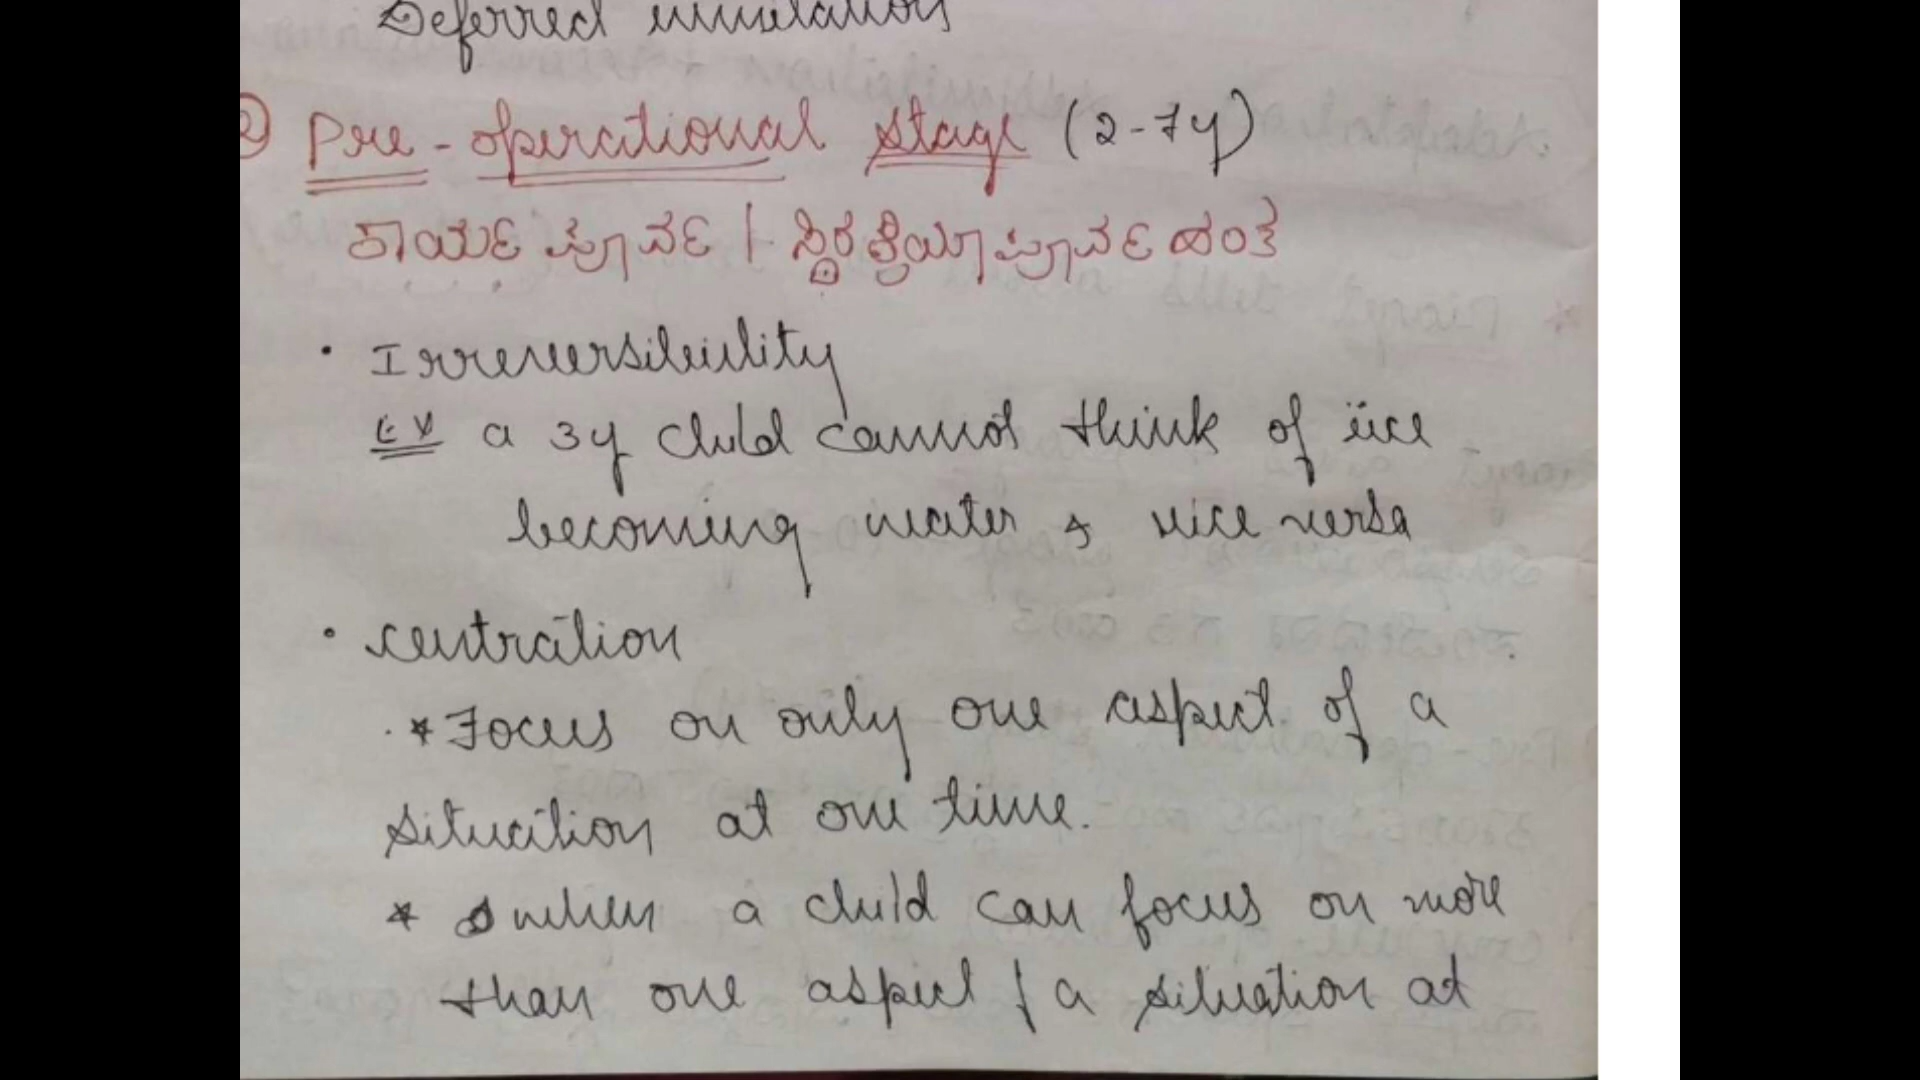 Deferred imitation
② Pre-operational stage (2-7y)
ಕಾರ್ಯ ಪೂರ್ವ / ಸ್ಥಿರ ಕ್ರಿಯಾಪೂರ್ವ ಹಂತ
• Irreversibility
Ex a 3y child cannot think of ice
becoming water & vice versa
• centration
* Focus on only one aspect of a
situation at one time.
* when a child can focus on more
than one aspect / a situation at